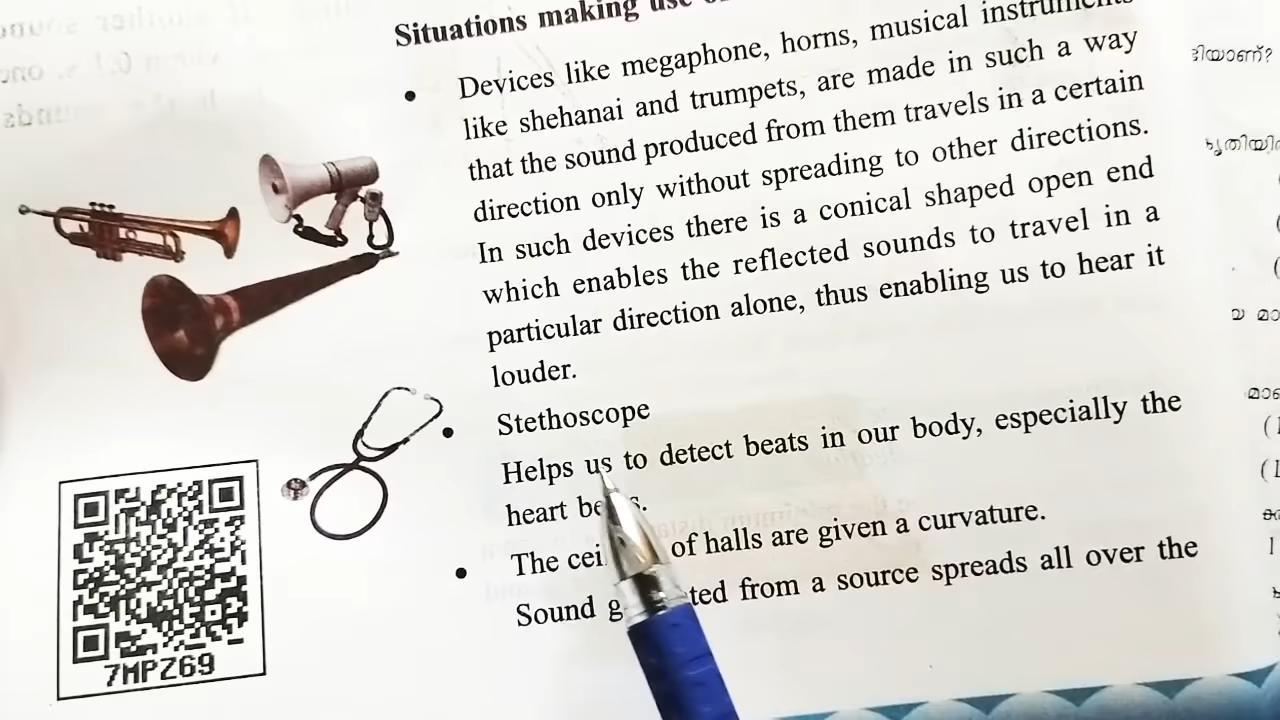 Situations making use
Devices like megaphone, horns, musical instruments
like shehanai and trumpets, are made in such a way
that the sound produced from them travels in a certain
direction only without spreading to other directions.
In such devices there is a conical shaped open end
which enables the reflected sounds to travel in a
particular direction alone, thus enabling us to hear it
louder.
Stethoscope
Helps us to detect beats in our body, especially the
heart
The of halls are given a curvature.
Sound from a source spreads all over the
7MPZ69